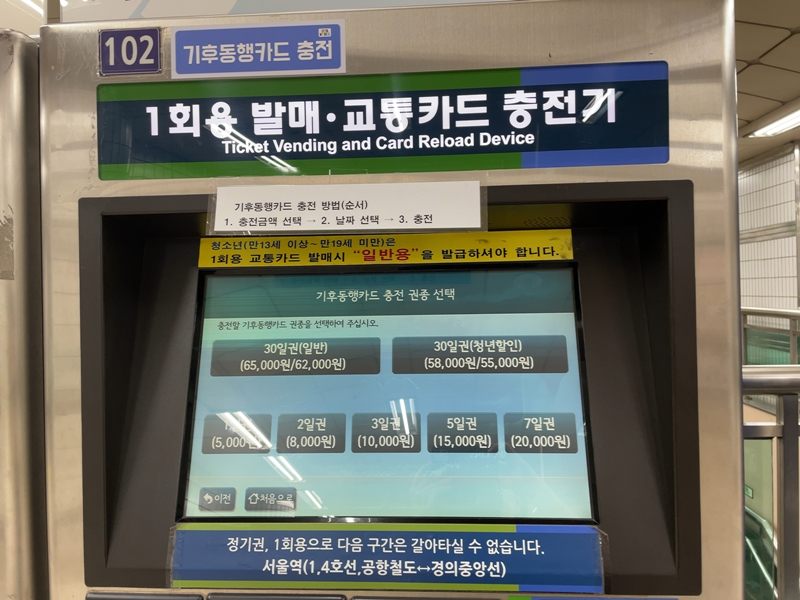 102
기후동행카드 충전
1회용 발매·교통카드 충전기
Ticket Vending and Card Reload Device
기후동행카드 충전 방법(순서)
1. 충전금액 선택 → 2. 날짜 선택 → 3. 충전
청소년(만13세 이상~만19세 미만)은
1회용 교통카드 발매시 "일반용"을 발급하셔야 합니다.
기후동행카드 충전 권종 선택
충전할 기후동행카드 권종을 선택하여 주십시오.
30일권(일반)
(65,000원/62,000원)
30일권(청년할인)
(58,000원/55,000원)
(5,000원)
2일권
(8,000원)
3일권
(10,000원)
5일권
(15,000원)
7일권
(20,000원)
이전
처음으로
정기권, 1회용으로 다음 구간은 갈아타실 수 없습니다.
서울역(1,4호선,공항철도↔경의중앙선)